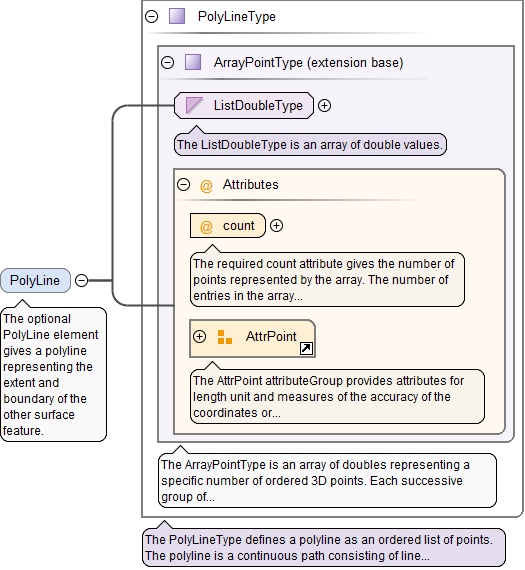 PolyLineType
ArrayPointType (extension base)
ListDoubleType
The ListDoubleType is an array of double values.
@ Attributes
@ count
The required count attribute gives the number of
points represented by the array. The number of
entries in the array...
AttrPoint
The AttrPoint attributeGroup provides attributes for
length unit and measures of the accuracy of the
coordinates or...
PolyLine
The optional
PolyLine element
gives a polyline
representing the
extent and
boundary of the
other surface
feature.
The ArrayPointType is an array of doubles representing a
specific number of ordered 3D points. Each successive
group of...
The PolyLineType defines a polyline as an ordered list of points.
The polyline is a continuous path consisting of line...